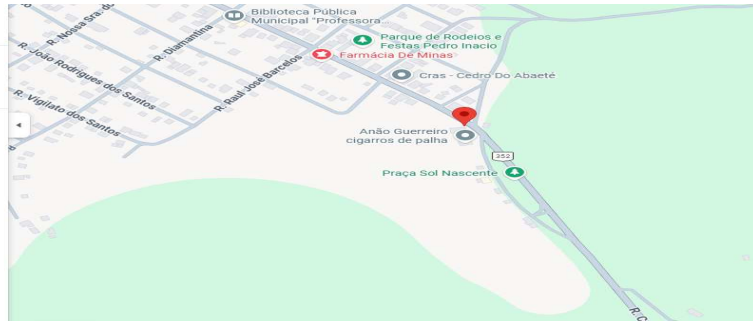 Biblioteca Pública
Municipal "Professora
R. Nossa Sra. do
R. Diamantina
Parque de Rodeios e
Festas Pedro Inacio
Farmácia De Minas
R. João Rodrigues dos Santos
R. Raul José Barcelos
Cras - Cedro Do Abaeté
R. Vigilato dos Santos
Anão Guerreiro
cigarros de palha
352
Praça Sol Nascente